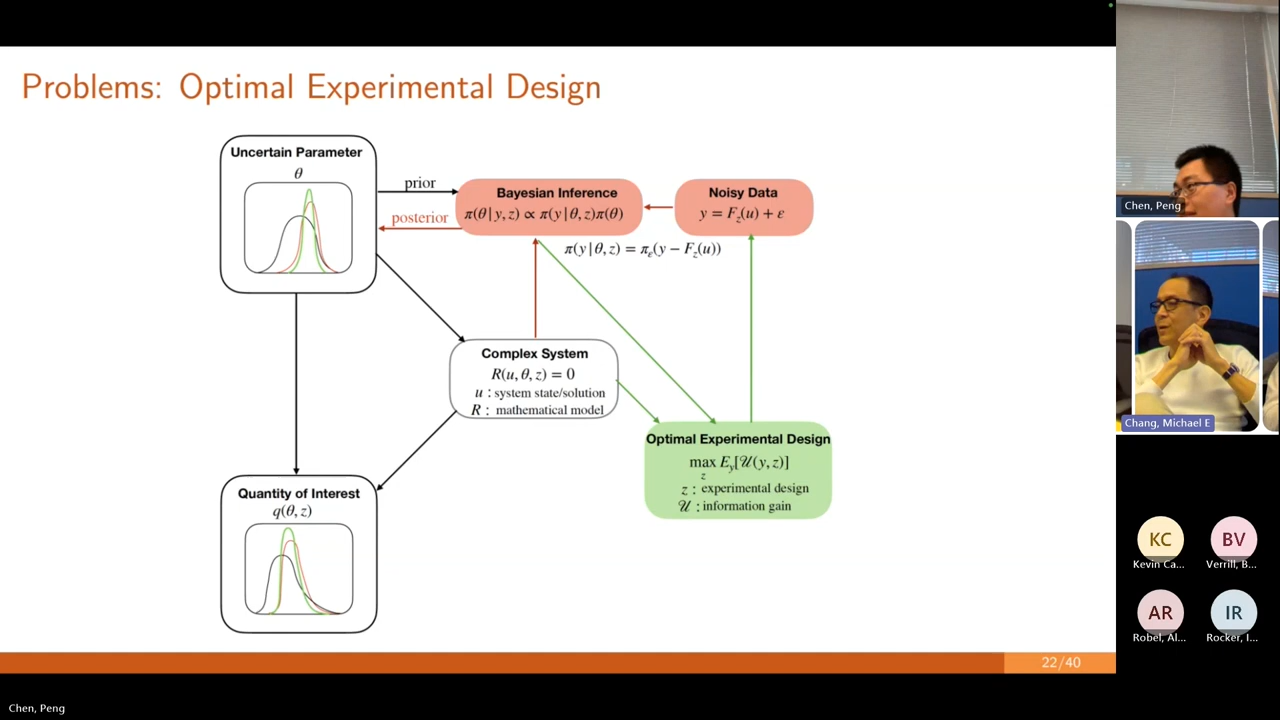 Problems: Optimal Experimental Design
Uncertain Parameter
θ
prior
posterior
Bayesian Inference
π(θ|y,z) ∝ π(y|θ,z)π(θ)
Noisy Data
y = F_z(u) + ε
π(y|θ,z) = π_ε(y − F_z(u))
Complex System
R(u,θ,z) = 0
u : system state/solution
R : mathematical model
Optimal Experimental Design
max_z E_y[𝒰(y,z)]
z : experimental design
𝒰 : information gain
Quantity of Interest
q(θ,z)
22/40
Chen, Peng
Chen, Peng
Chang, Michael E
KC
Kevin Ca...
BV
Verrill, B...
AR
Robel, Al...
IR
Rocker, I...